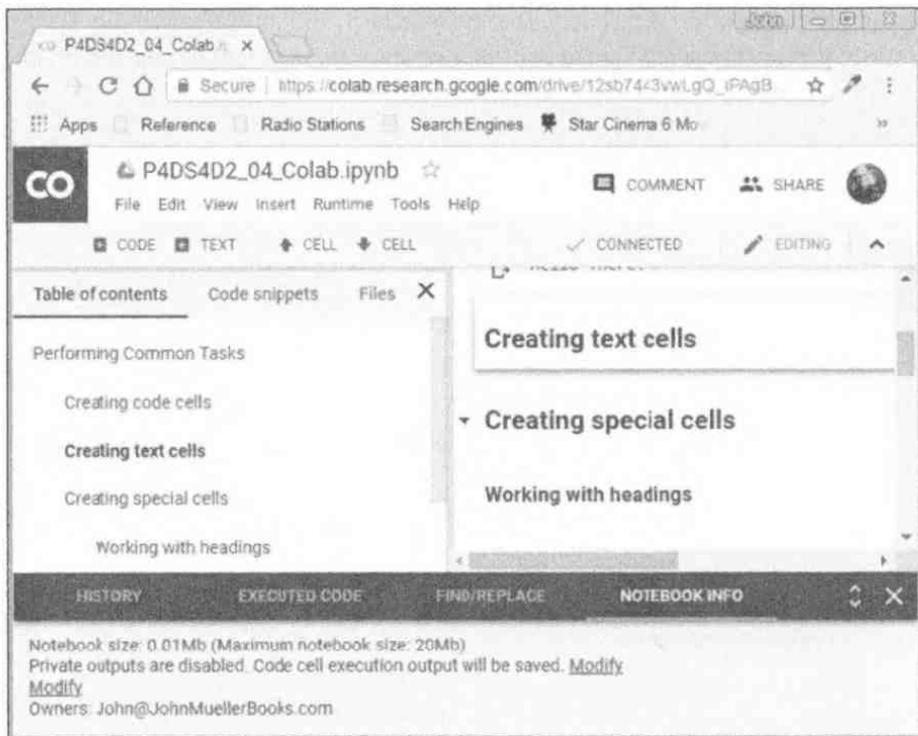 John
P4DS4D2_04_Colab.i ×
Secure | https://colab.research.google.com/drive/
Apps Reference Radio Stations Search Engines Star Cinema 6 Mov »
CO
P4DS4D2_04_Colab.ipynb
COMMENT SHARE
File Edit View Insert Runtime Tools Help
CODE TEXT CELL CELL CONNECTED EDITING
Table of contents Code snippets Files ×
Performing Common Tasks
Creating code cells
Creating text cells
Creating special cells
Working with headings
Creating text cells
Creating special cells
Working with headings
HISTORY EXECUTED CODE FIND/REPLACE NOTEBOOK INFO ×
Notebook size: 0.01Mb (Maximum notebook size: 20Mb)
Private outputs are disabled. Code cell execution output will be saved. Modify
Modify
Owners: John@JohnMuellerBooks.com